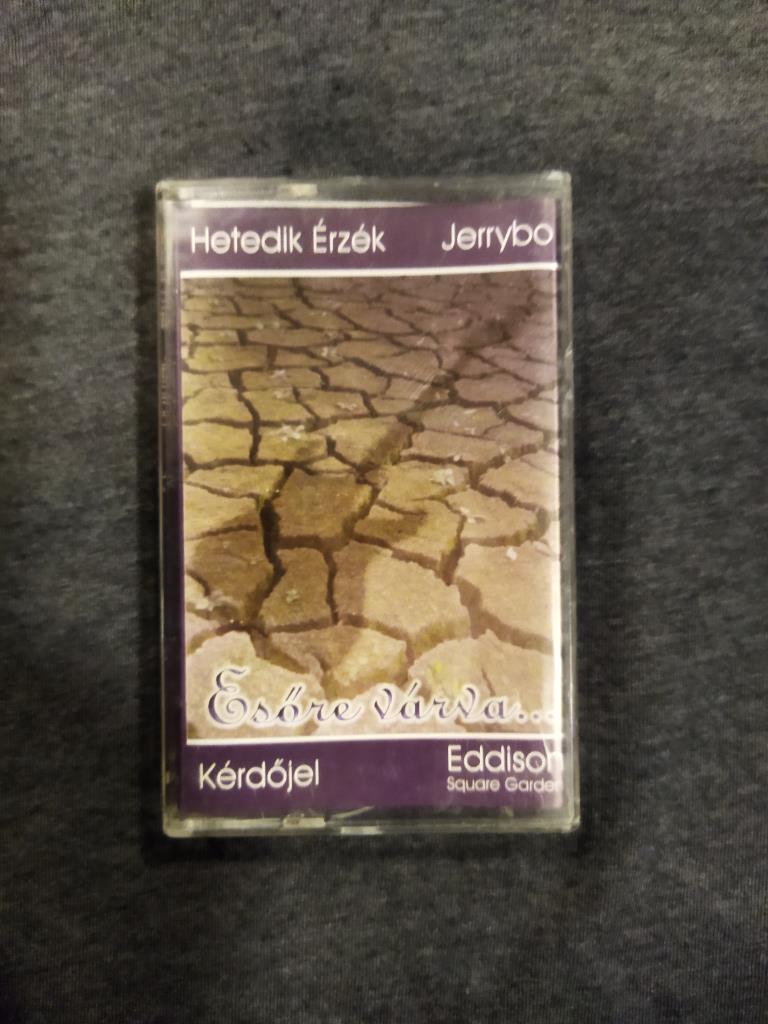 Hetedik Érzék Jerrybo
Esőre várva...
Kérdőjel Eddison
Square Garden